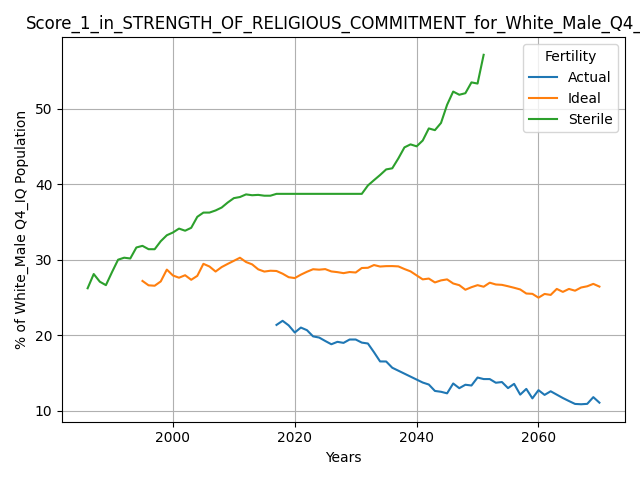 Score_1_in_STRENGTH_OF_RELIGIOUS_COMMITMENT_for_White_Male_Q4_
% of White_Male Q4_IQ Population
50
40
30
20
10
Fertility
Actual
Ideal
Sterile
2000 2020 2040 2060
Years